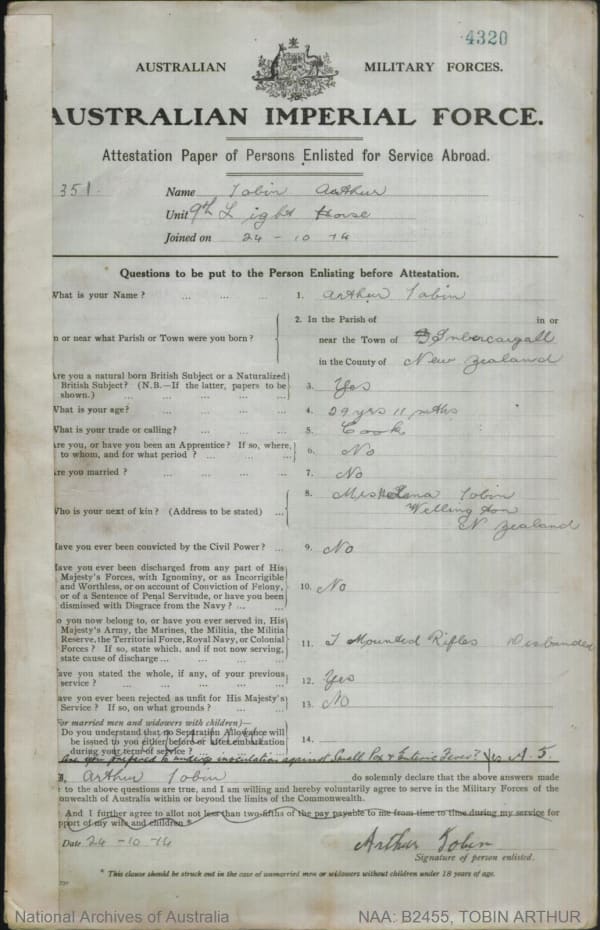 4320
AUSTRALIAN MILITARY FORCES.
AUSTRALIAN IMPERIAL FORCE.
Attestation Paper of Persons Enlisted for Service Abroad.
351. Name Tobin Arthur
Unit 9th Light Horse
Joined on 24 - 10 - 14
Questions to be put to the Person Enlisting before Attestation.
What is your Name? ... ... ... 1. Arthur Tobin
2. In the Parish of in or
n or near what Parish or Town were you born? near the Town of Inbercargall
in the County of New Zealand
Are you a natural born British Subject or a Naturalized
British Subject? (N.B.—If the latter, papers to be
shown.) ... ... ... ... 3. Yes
What is your age? ... ... ... 4. 29 yrs 11 mths
What is your trade or calling? ... ... 5. Cook
Are you, or have you been an Apprentice? If so, where,
to whom, and for what period? ... ... ... 6. No
Are you married? ... ... ... 7. No
8. Lena Tobin
Who is your next of kin? (Address to be stated) ... Wellington
N Zealand
Have you ever been convicted by the Civil Power? ... 9. No
Have you ever been discharged from any part of His
Majesty's Forces, with Ignominy, or as Incorrigible
and Worthless, or on account of Conviction of Felony,
or of a Sentence of Penal Servitude, or have you been
dismissed with Disgrace from the Navy? ... ... 10. No
o you now belong to, or have you ever served in, His
Majesty's Army, the Marines, the Militia, the Militia
Reserve, the Territorial Force, Royal Navy, or Colonial
Forces? If so, state which, and if not now serving,
state cause of discharge ... ... ... 11. Mounted Rifles Disbanded
Have you stated the whole, if any, of your previous
service? ... ... ... ... 12. Yes
Have you ever been rejected as unfit for His Majesty's
Service? If so, on what grounds? ... ... 13. No
(For married men and widowers with children)—
Do you understand that no Separation Allowance will
be issued to you either before or after embarkation
during your term of service? ... ... ... 14.
Are you prepared to undergo inoculation against Small Pox & Enteric Fever? Yes A. T.
I, Arthur Tobin do solemnly declare that the above answers made
to the above questions are true, and I am willing and hereby voluntarily agree to serve in the Military Forces of the
onwealth of Australia within or beyond the limits of the Commonwealth.
And I further agree to allot not less than two-fifths of the pay payable to me from time to time during my service for
pport of my wife and children *
Date 24 - 10 - 14 Arthur Tobin
Signature of person enlisted.
* This clause should be struck out in the case of unmarried men or widowers without children under 18 years of age.
National Archives of Australia NAA: B2455, TOBIN ARTHUR